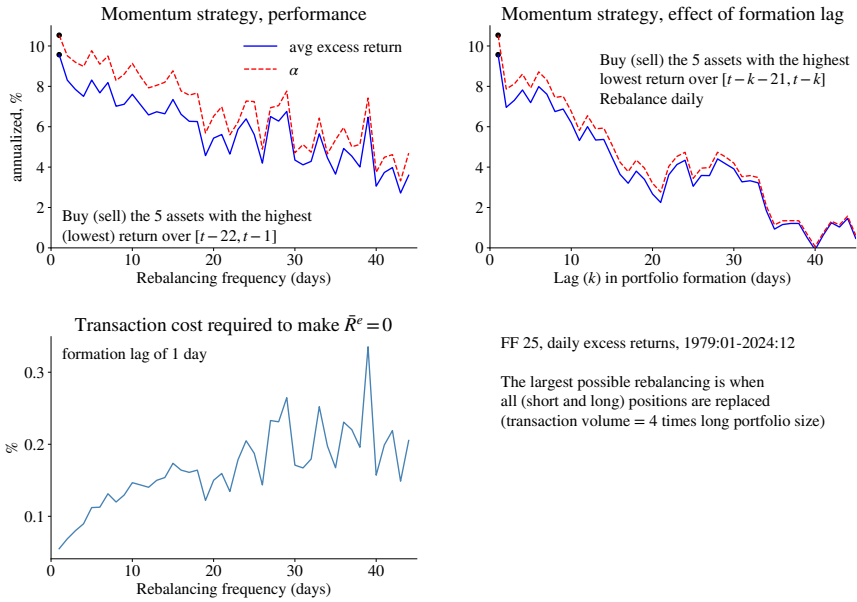 Momentum strategy, performance
annualized, %
10
8
6
4
2
0
avg excess return
α
Buy (sell) the 5 assets with the highest
(lowest) return over [t−22, t−1]
0 10 20 30 40
Rebalancing frequency (days)
Momentum strategy, effect of formation lag
10
8
6
4
2
0
Buy (sell) the 5 assets with the highest
lowest return over [t−k−21, t−k]
Rebalance daily
0 10 20 30 40
Lag (k) in portfolio formation (days)
Transaction cost required to make R̄ᵉ=0
%
0.3
0.2
0.1
formation lag of 1 day
0 10 20 30 40
Rebalancing frequency (days)
FF 25, daily excess returns, 1979:01-2024:12
The largest possible rebalancing is when
all (short and long) positions are replaced
(transaction volume = 4 times long portfolio size)